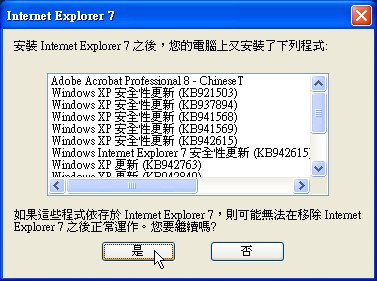 Internet Explorer 7
安裝 Internet Explorer 7 之後，您的電腦上又安裝了下列程式:
Adobe Acrobat Professional 8 - ChineseT
Windows XP 安全性更新 (KB921503)
Windows XP 安全性更新 (KB937894)
Windows XP 安全性更新 (KB941568)
Windows XP 安全性更新 (KB941569)
Windows XP 安全性更新 (KB942615)
Windows Internet Explorer 7 安全性更新 (KB942615)
Windows XP 更新 (KB942763)
Windows XP 更新 (KB942840)
如果這些程式依存於 Internet Explorer 7，則可能無法在移除 Internet
Explorer 7 之後正常運作。您要繼續嗎?
是
否